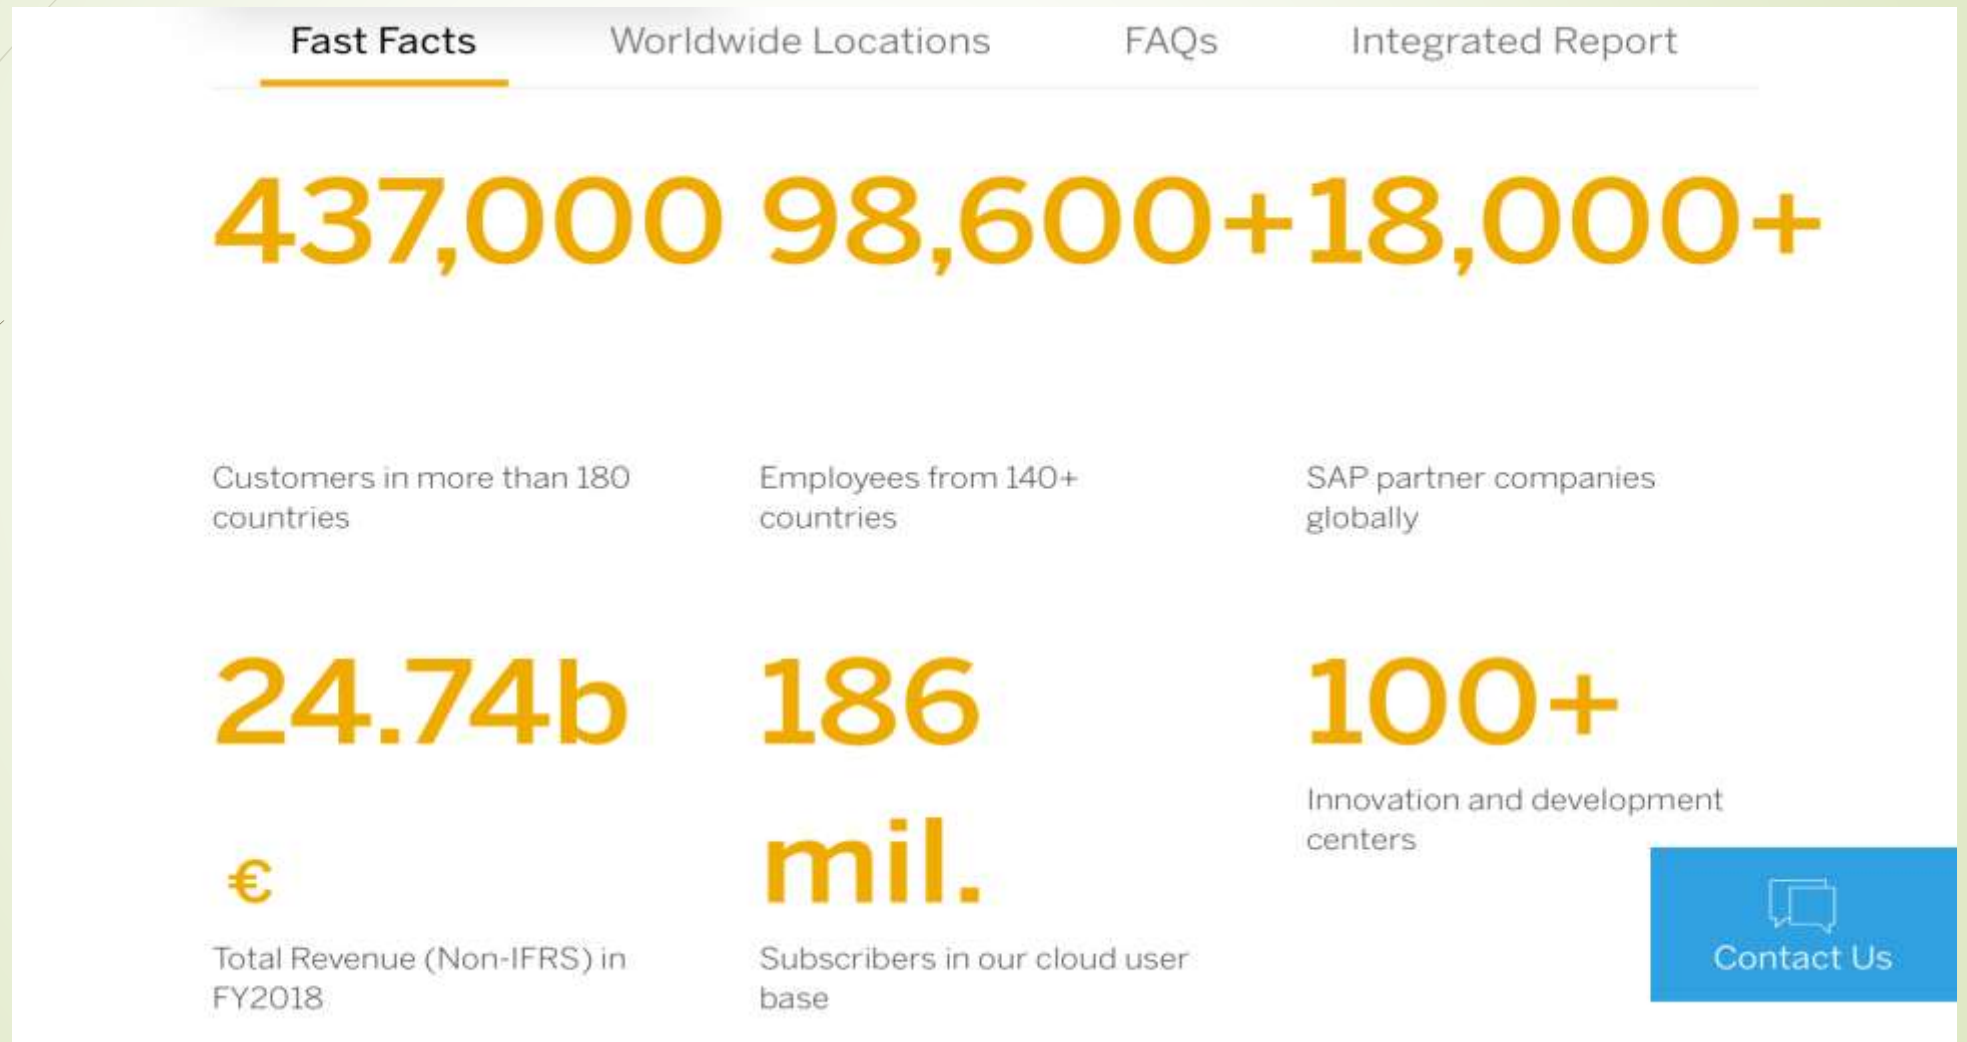 Fast Facts Worldwide Locations FAQs Integrated Report
437,000 98,600+ 18,000+
Customers in more than 180
countries
Employees from 140+
countries
SAP partner companies
globally
24.74b
€
Total Revenue (Non-IFRS) in
FY2018
186
mil.
Subscribers in our cloud user
base
100+
Innovation and development
centers
Contact Us